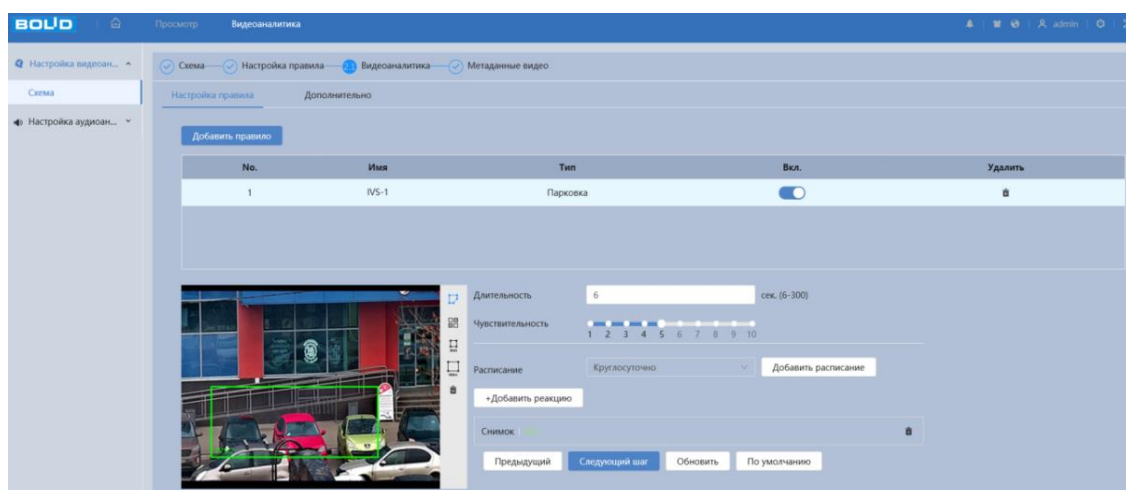 BOLID Просмотр Видеоаналитика admin
Настройка видеоан...
Схема
Настройка аудиоан...
Схема Настройка правила 2.1 Видеоаналитика Метаданные видео
Настройка правила Дополнительно
Добавить правило
No. Имя Тип Вкл. Удалить
1 IVS-1 Парковка
Длительность 6 сек. (6-300)
Чувствительность
1 2 3 4 5 6 7 8 9 10
Расписание Круглосуточно Добавить расписание
+Добавить реакцию
Снимок
Предыдущий Следующий шаг Обновить По умолчанию